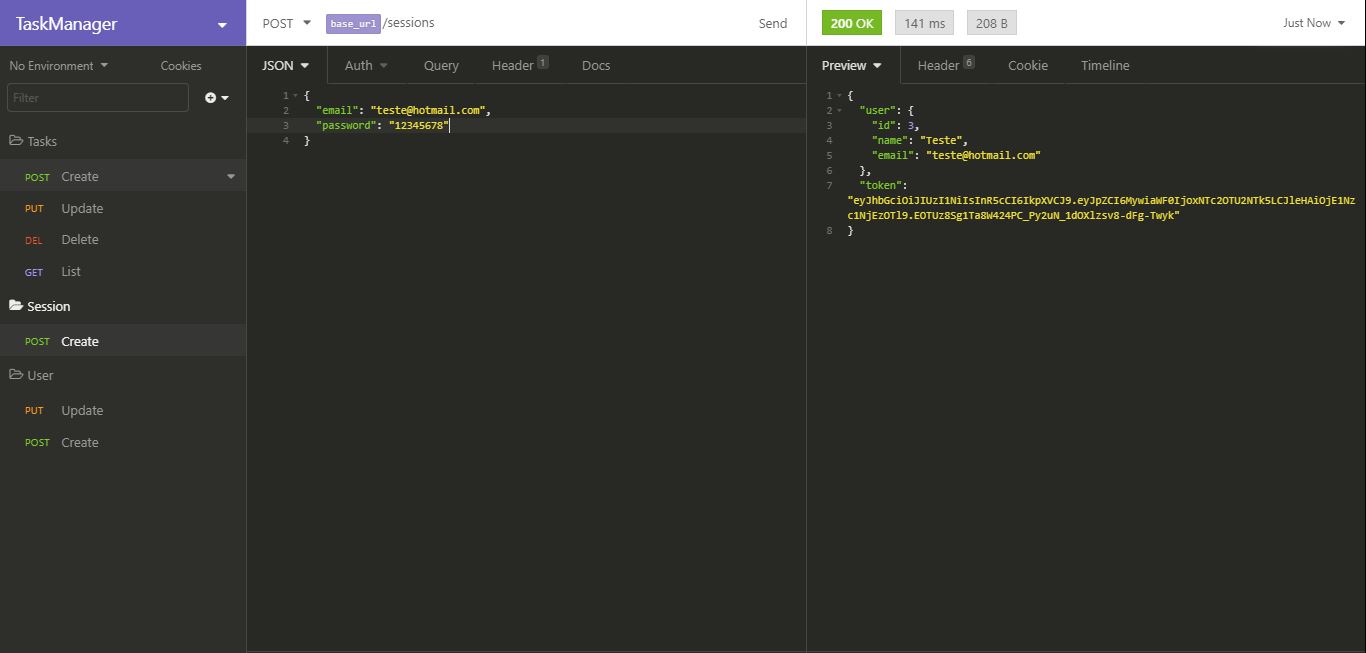 TaskManager
POST base_url /sessions Send
200 OK 141 ms 208 B Just Now
No Environment Cookies
Filter
Tasks
POST Create
PUT Update
DEL Delete
GET List
Session
POST Create
User
PUT Update
POST Create
JSON Auth Query Header 1 Docs
1 {
2 "email": "teste@hotmail.com",
3 "password": "12345678"
4 }
Preview Header 6 Cookie Timeline
1 {
2 "user": {
3 "id": 3,
4 "name": "Teste",
5 "email": "teste@hotmail.com"
6 },
7 "token":
"eyJhbGciOiJIUzI1NiIsInR5cCI6IkpXVCJ9.eyJpZCI6MywiaWF0IjoxNTc2OTU2NTk5LCJleHAiOjE1Nz
c1NjEzOTl9.EOTUz8Sg1Ta8W424PC_Py2uN_1dOXlzsv8-dFg-Twyk"
8 }